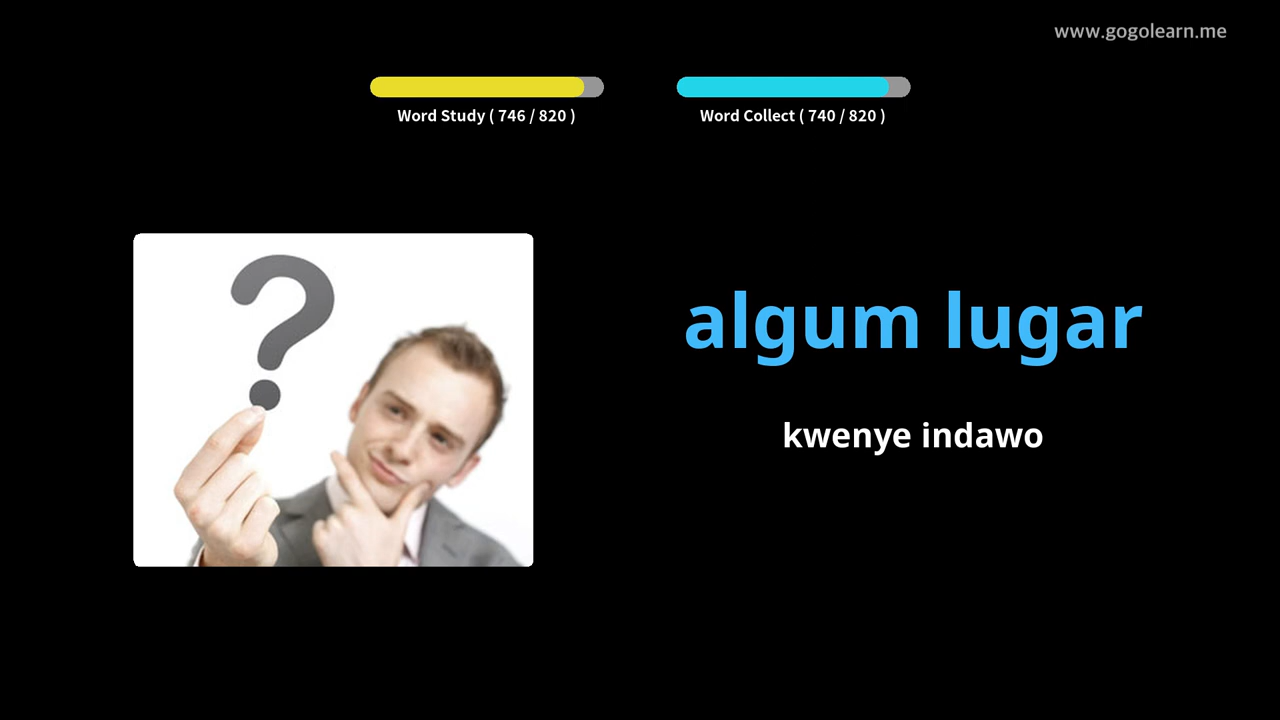 www.gogolearn.me
Word Study ( 746 / 820 )
Word Collect ( 740 / 820 )
?
algum lugar
kwenye indawo